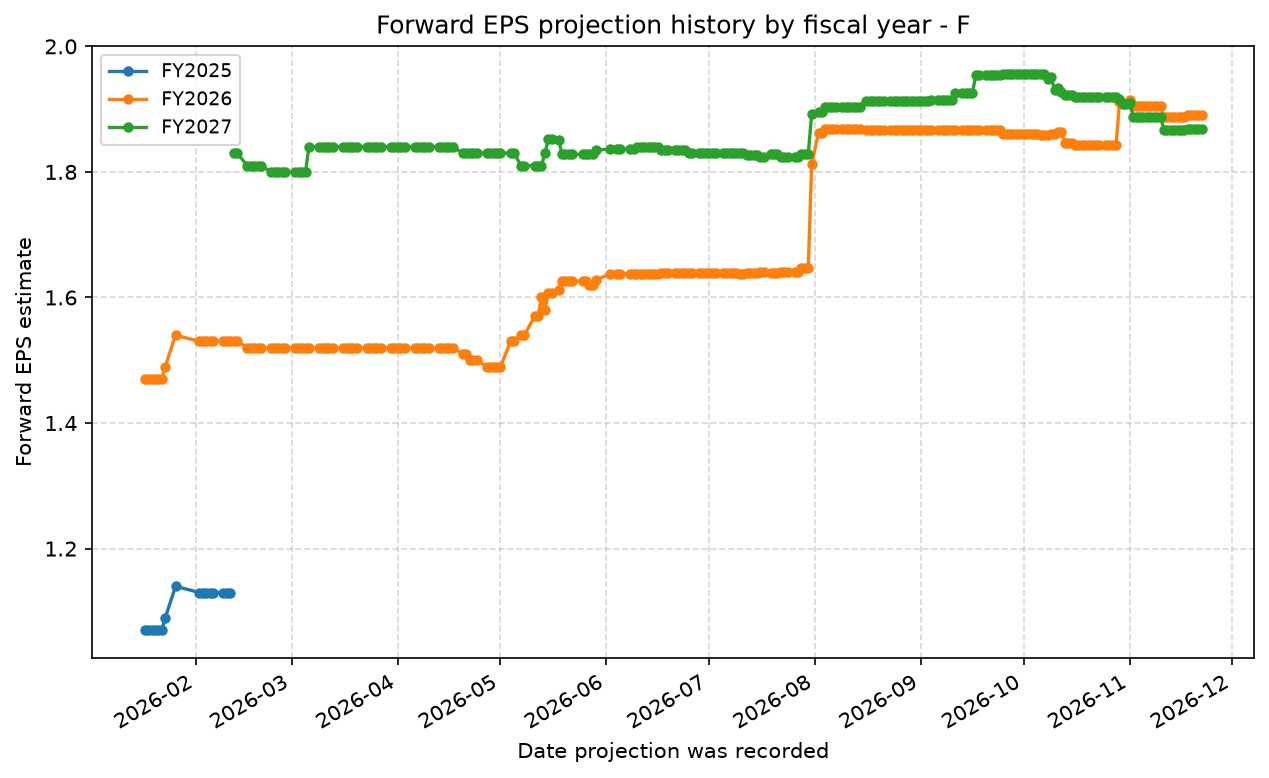 Forward EPS projection history by fiscal year - F
FY2025
FY2026
FY2027
Forward EPS estimate
2.0
1.8
1.6
1.4
1.2
2026-02
2026-03
2026-04
2026-05
2026-06
2026-07
2026-08
2026-09
2026-10
2026-11
2026-12
Date projection was recorded